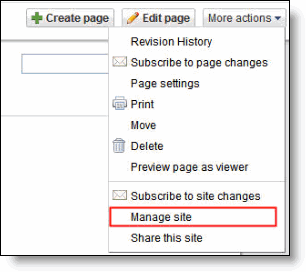 Create page Edit page More actions
Revision History
Subscribe to page changes
Page settings
Print
Move
Delete
Preview page as viewer
Subscribe to site changes
Manage site
Share this site